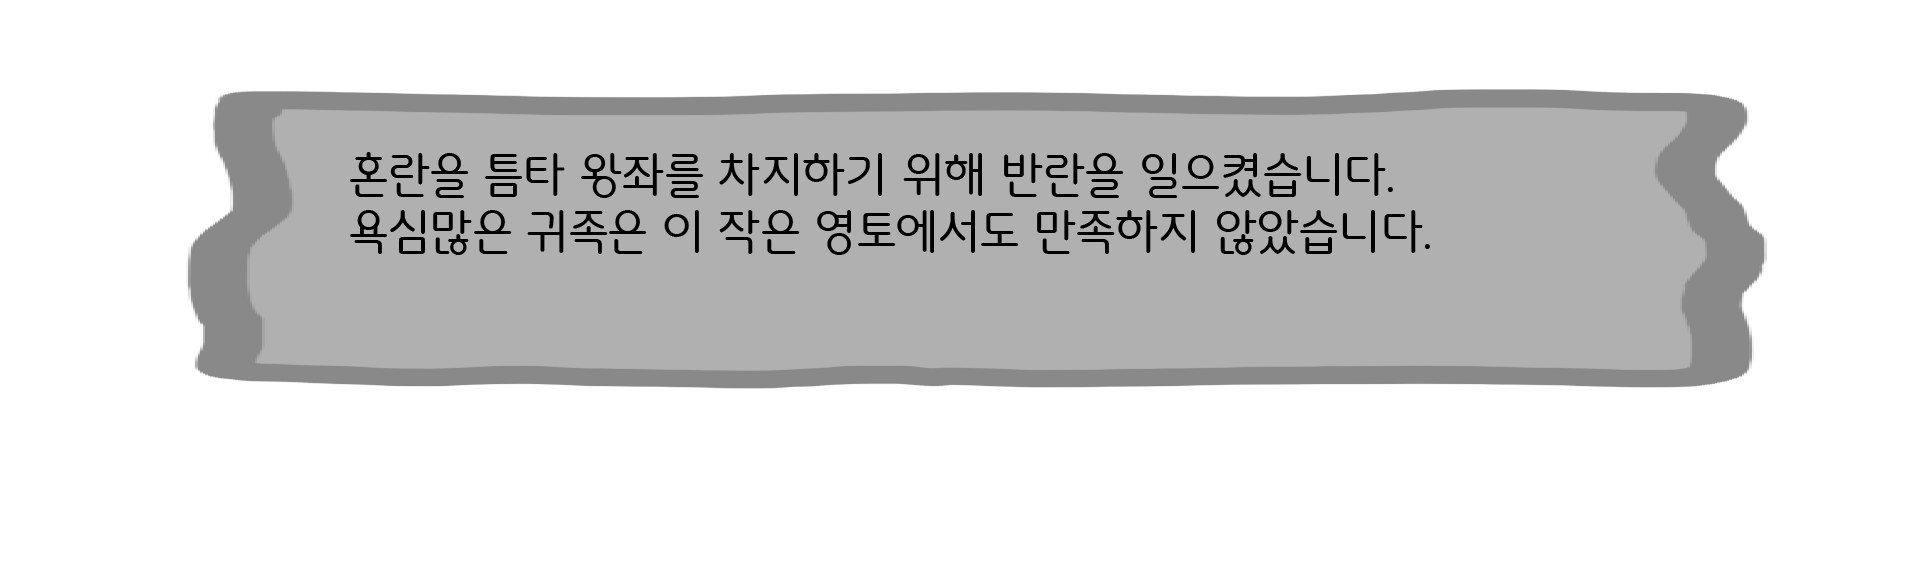 혼란을 틈타 왕좌를 차지하기 위해 반란을 일으켰습니다.
욕심많은 귀족은 이 작은 영토에서도 만족하지 않았습니다.